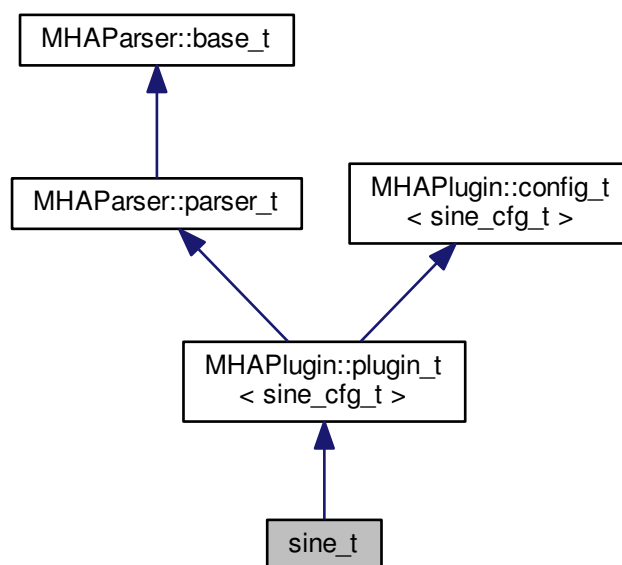 MHAParser::base_t
MHAParser::parser_t
MHAPlugin::config_t
< sine_cfg_t >
MHAPlugin::plugin_t
< sine_cfg_t >
sine_t